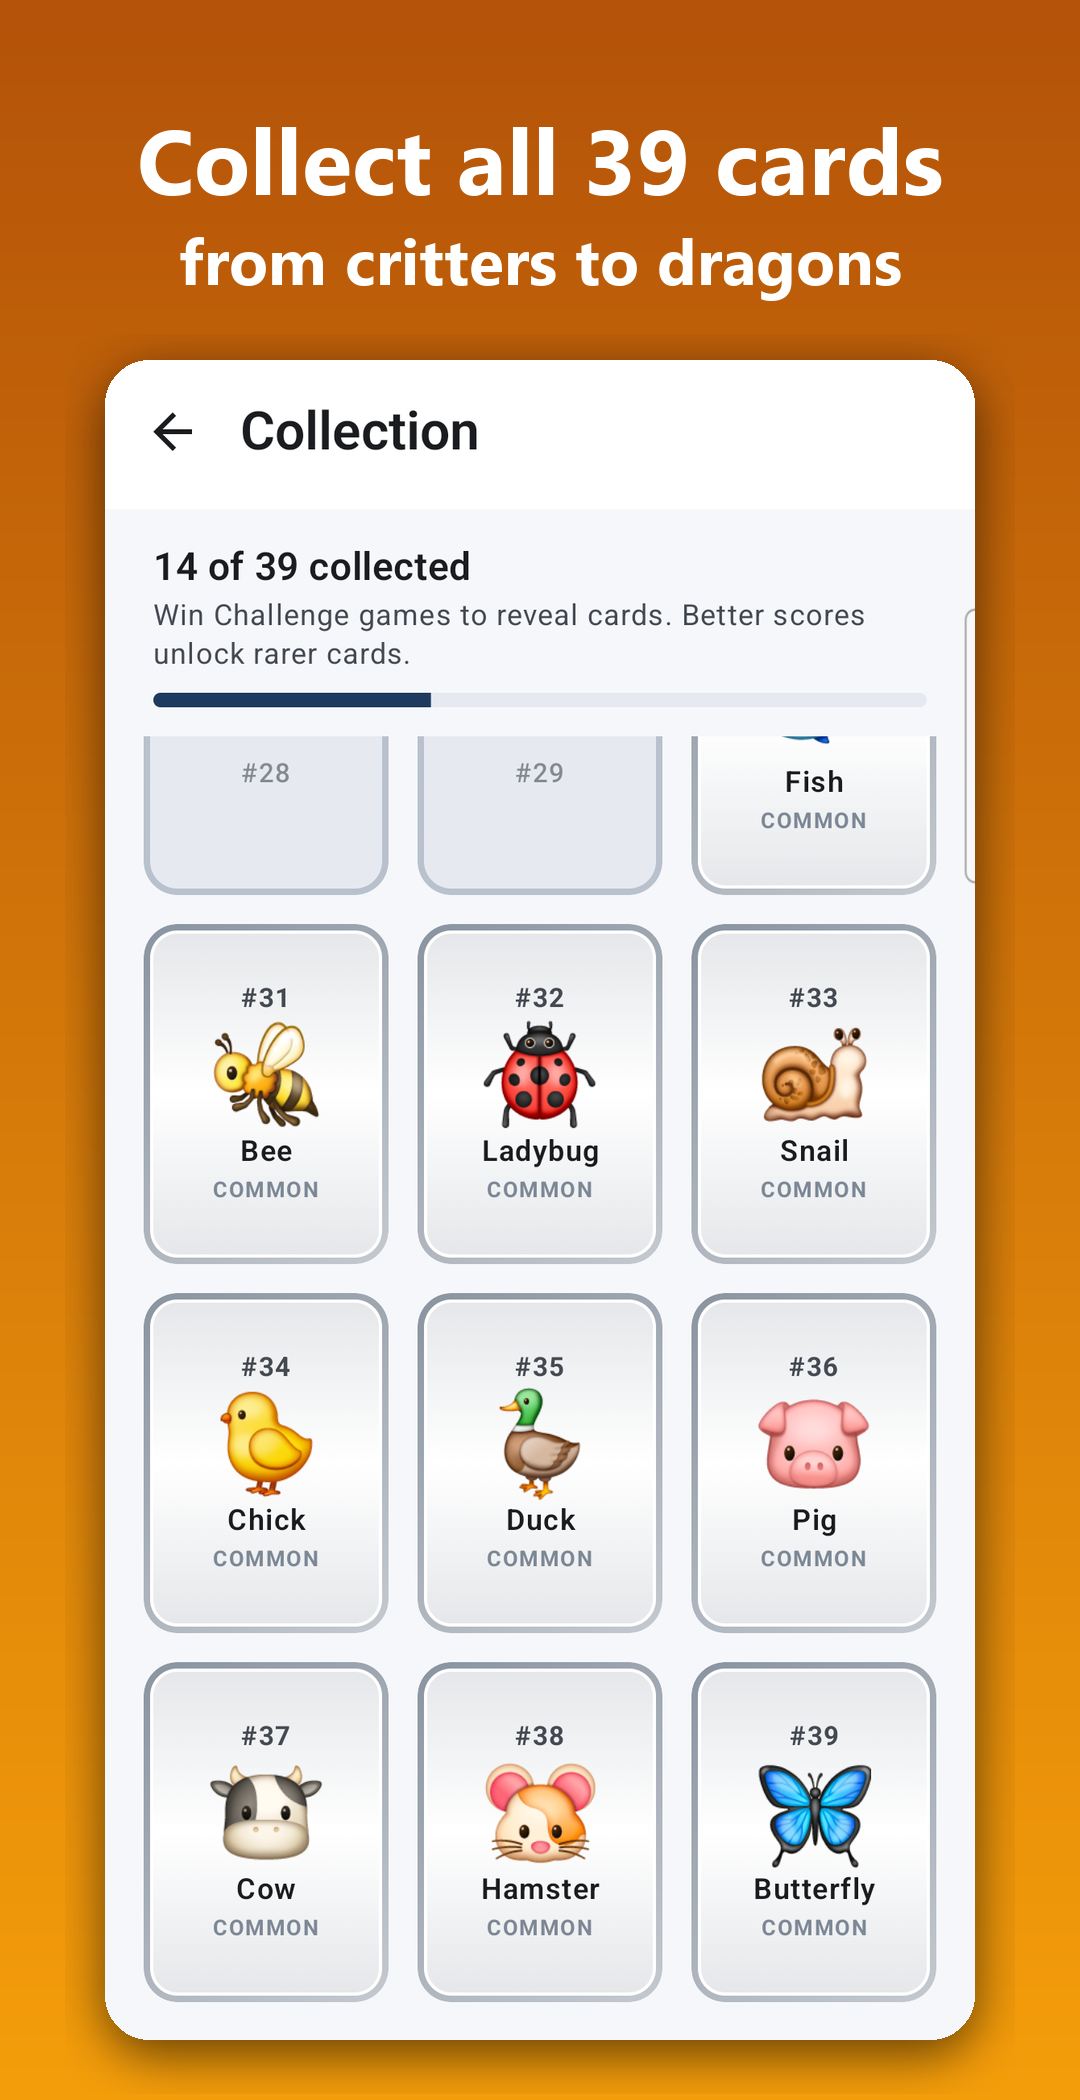 Collect all 39 cards
from critters to dragons
Collection
14 of 39 collected
Win Challenge games to reveal cards. Better scores
unlock rarer cards.
#28
#29
Fish
COMMON
#31
Bee
COMMON
#32
Ladybug
COMMON
#33
Snail
COMMON
#34
Chick
COMMON
#35
Duck
COMMON
#36
Pig
COMMON
#37
Cow
COMMON
#38
Hamster
COMMON
#39
Butterfly
COMMON